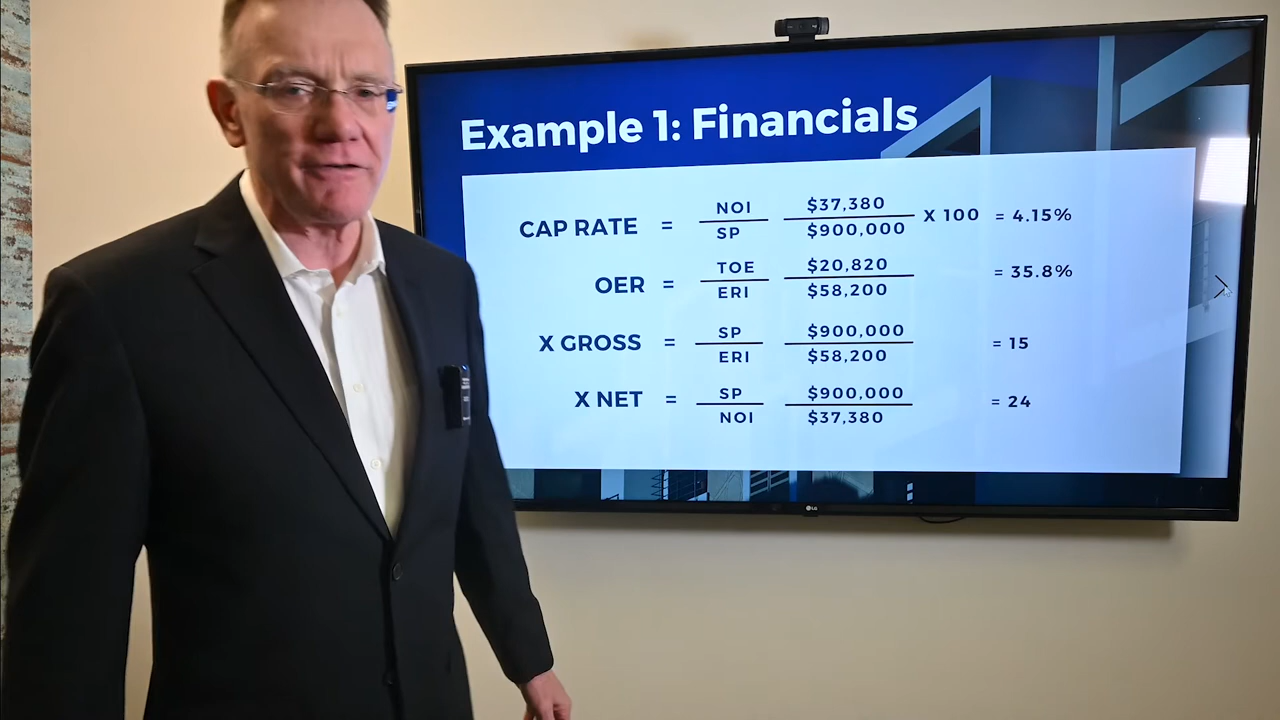 Example 1: Financials
CAP RATE = NOI $37,380 X 100 = 4.15%
SP $900,000
OER = TOE $20,820 = 35.8%
ERI $58,200
X GROSS = SP $900,000 = 15
ERI $58,200
X NET = SP $900,000 = 24
NOI $37,380
LG